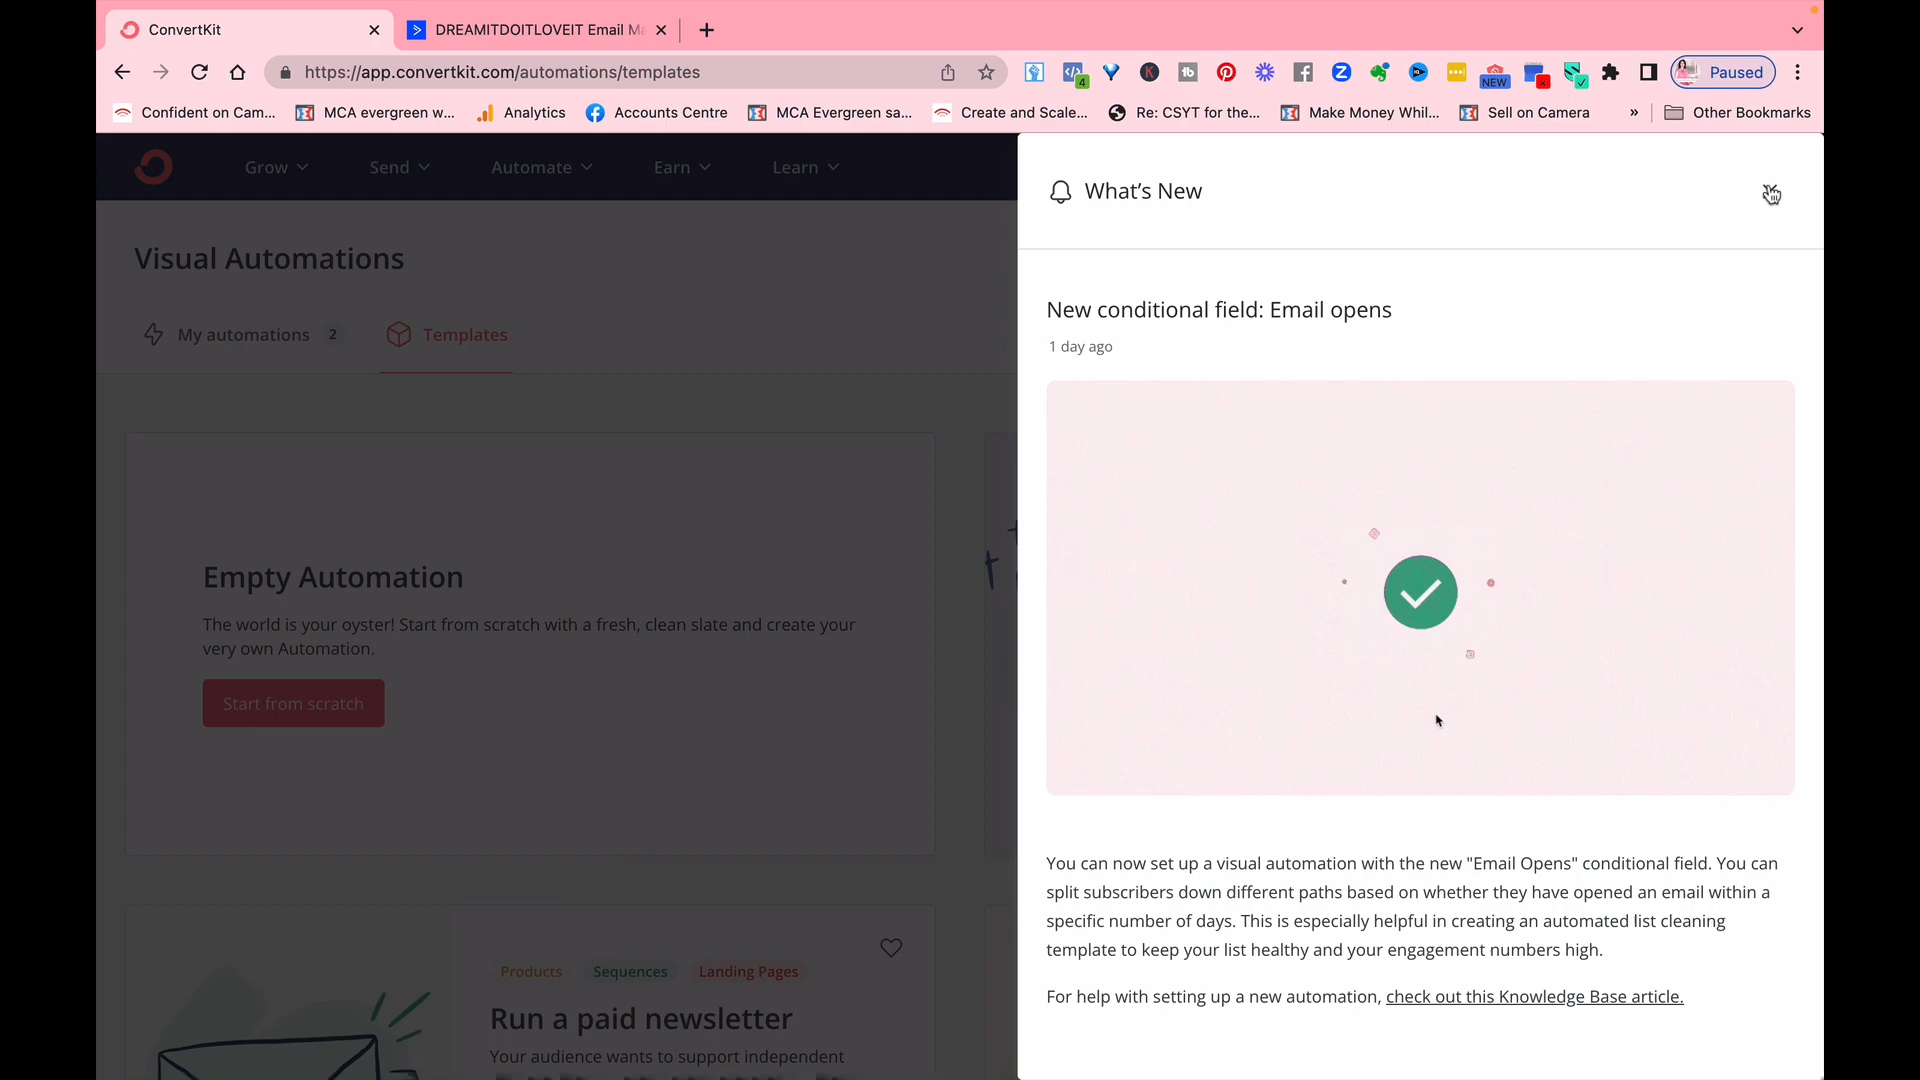 ConvertKit
DREAMITDOITLOVEIT Email Ma
https://app.convertkit.com/automations/templates
4
NEW
Paused
Confident on Cam...
MCA evergreen w...
Analytics
Accounts Centre
MCA Evergreen sa...
Create and Scale...
Re: CSYT for the...
Make Money Whil...
Sell on Camera
»
Other Bookmarks
Grow
Send
Automate
Earn
Learn
What's New
Visual Automations
My automations 2
Templates
New conditional field: Email opens
1 day ago
Empty Automation
The world is your oyster! Start from scratch with a fresh, clean slate and create your
very own Automation.
Start from scratch
You can now set up a visual automation with the new "Email Opens" conditional field. You can
split subscribers down different paths based on whether they have opened an email within a
specific number of days. This is especially helpful in creating an automated list cleaning
template to keep your list healthy and your engagement numbers high.
For help with setting up a new automation, check out this Knowledge Base article.
Products
Sequences
Landing Pages
Run a paid newsletter
Your audience wants to support independent